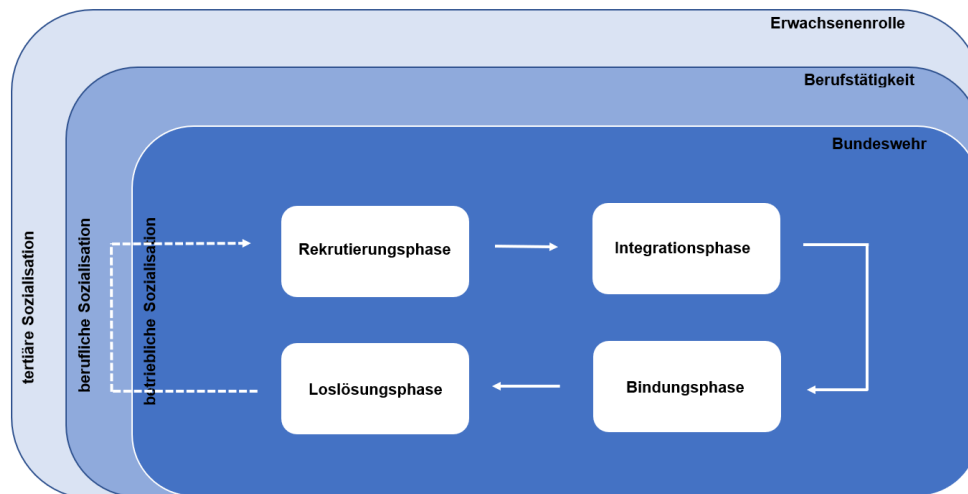 Erwachsenenrolle
Berufstätigkeit
Bundeswehr
tertiäre Sozialisation
berufliche Sozialisation
betriebliche Sozialisation
Rekrutierungsphase
Integrationsphase
Loslösungsphase
Bindungsphase